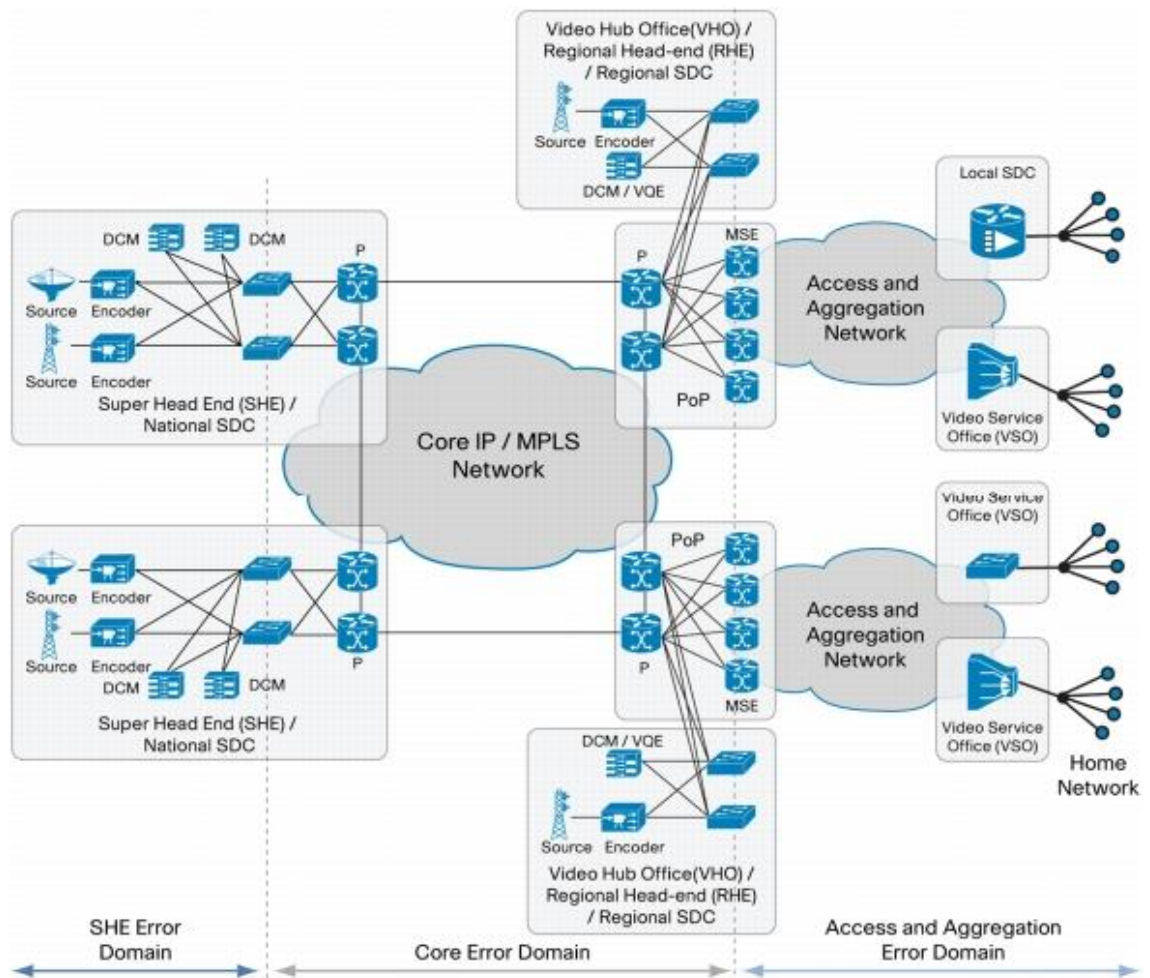 Video Hub Office(VHO) /
Regional Head-end (RHE)
/ Regional SDC
Source
Encoder
DCM / VQE
DCM
DCM
P
Source
Encoder
Source
Encoder
Super Head End (SHE) /
National SDC
P
MSE
PoP
Access and
Aggregation
Network
Local SDC
Video Service
Office (VSO)
Core IP / MPLS
Network
Source
Encoder
Source
Encoder
DCM
DCM
P
Super Head End (SHE) /
National SDC
PoP
P
MSE
Access and
Aggregation
Network
Video Service
Office (VSO)
Video Service
Office (VSO)
Home
Network
DCM / VQE
Source
Encoder
Video Hub Office(VHO) /
Regional Head-end (RHE)
/ Regional SDC
SHE Error
Domain
Core Error Domain
Access and Aggregation
Error Domain